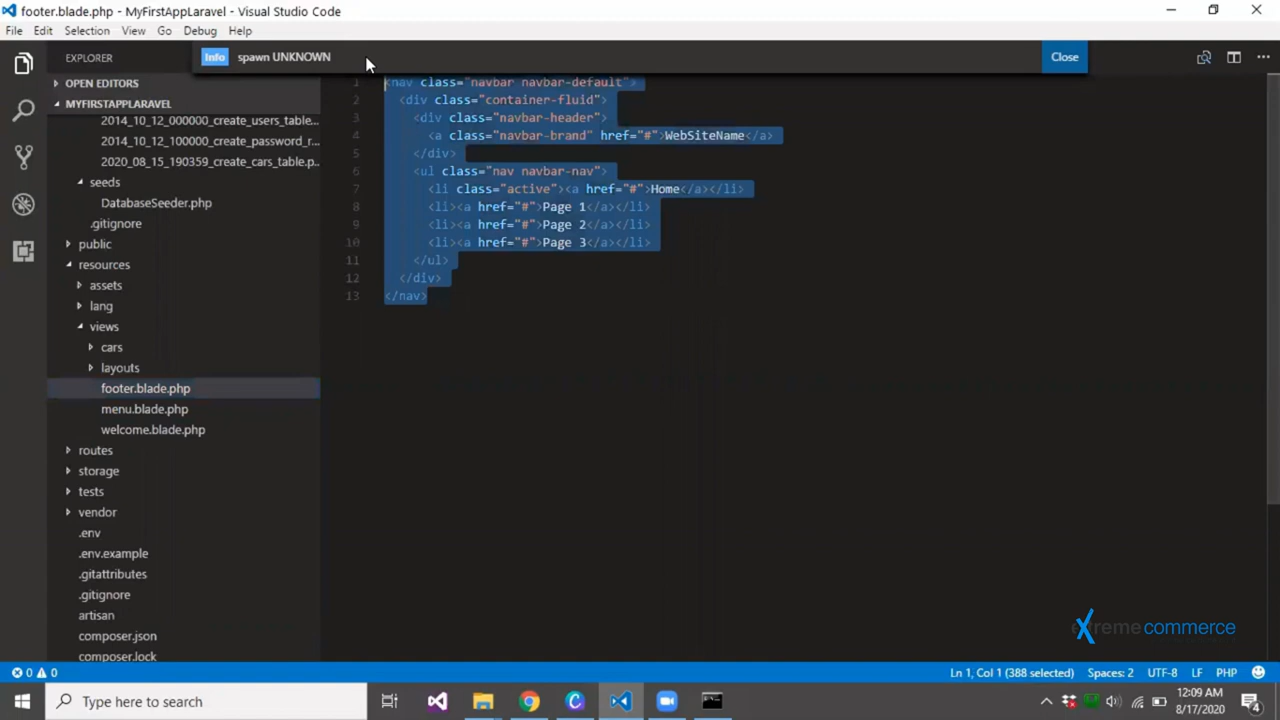 footer.blade.php - MyFirstAppLaravel - Visual Studio Code
File Edit Selection View Go Debug Help
EXPLORER
Info spawn UNKNOWN Close
OPEN EDITORS
MYFIRSTAPPLARAVEL
2014_10_12_000000_create_users_table...
2014_10_12_100000_create_password_r...
2020_08_15_190359_create_cars_table.p...
seeds
DatabaseSeeder.php
.gitignore
public
resources
assets
lang
views
cars
layouts
footer.blade.php
menu.blade.php
welcome.blade.php
routes
storage
tests
vendor
.env
.env.example
.gitattributes
.gitignore
artisan
composer.json
composer.lock
1 <nav class="navbar navbar-default">
2 <div class="container-fluid">
3 <div class="navbar-header">
4 <a class="navbar-brand" href="#">WebSiteName</a>
5 </div>
6 <ul class="nav navbar-nav">
7 <li class="active"><a href="#">Home</a></li>
8 <li><a href="#">Page 1</a></li>
9 <li><a href="#">Page 2</a></li>
10 <li><a href="#">Page 3</a></li>
11 </ul>
12 </div>
13 </nav>
extreme commerce
0 0 Ln 1, Col 1 (388 selected) Spaces: 2 UTF-8 LF PHP
Type here to search
12:09 AM
8/17/2020
4